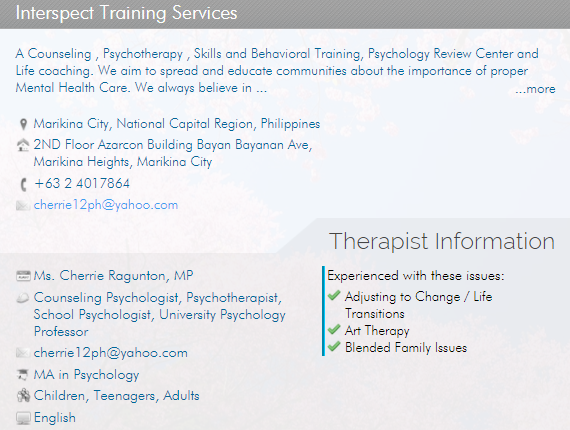 Interspect Training Services
A Counseling , Psychotherapy , Skills and Behavioral Training, Psychology Review Center and
Life coaching. We aim to spread and educate communities about the importance of proper
Mental Health Care. We always believe in ...
...more
Marikina City, National Capital Region, Philippines
2ND Floor Azarcon Building Bayan Bayanan Ave,
Marikina Heights, Marikina City
+63 2 4017864
cherrie12ph@yahoo.com
Therapist Information
Ms. Cherrie Ragunton, MP
Counseling Psychologist, Psychotherapist,
School Psychologist, University Psychology
Professor
cherrie12ph@yahoo.com
MA in Psychology
Children, Teenagers, Adults
English
Experienced with these issues:
Adjusting to Change / Life
Transitions
Art Therapy
Blended Family Issues